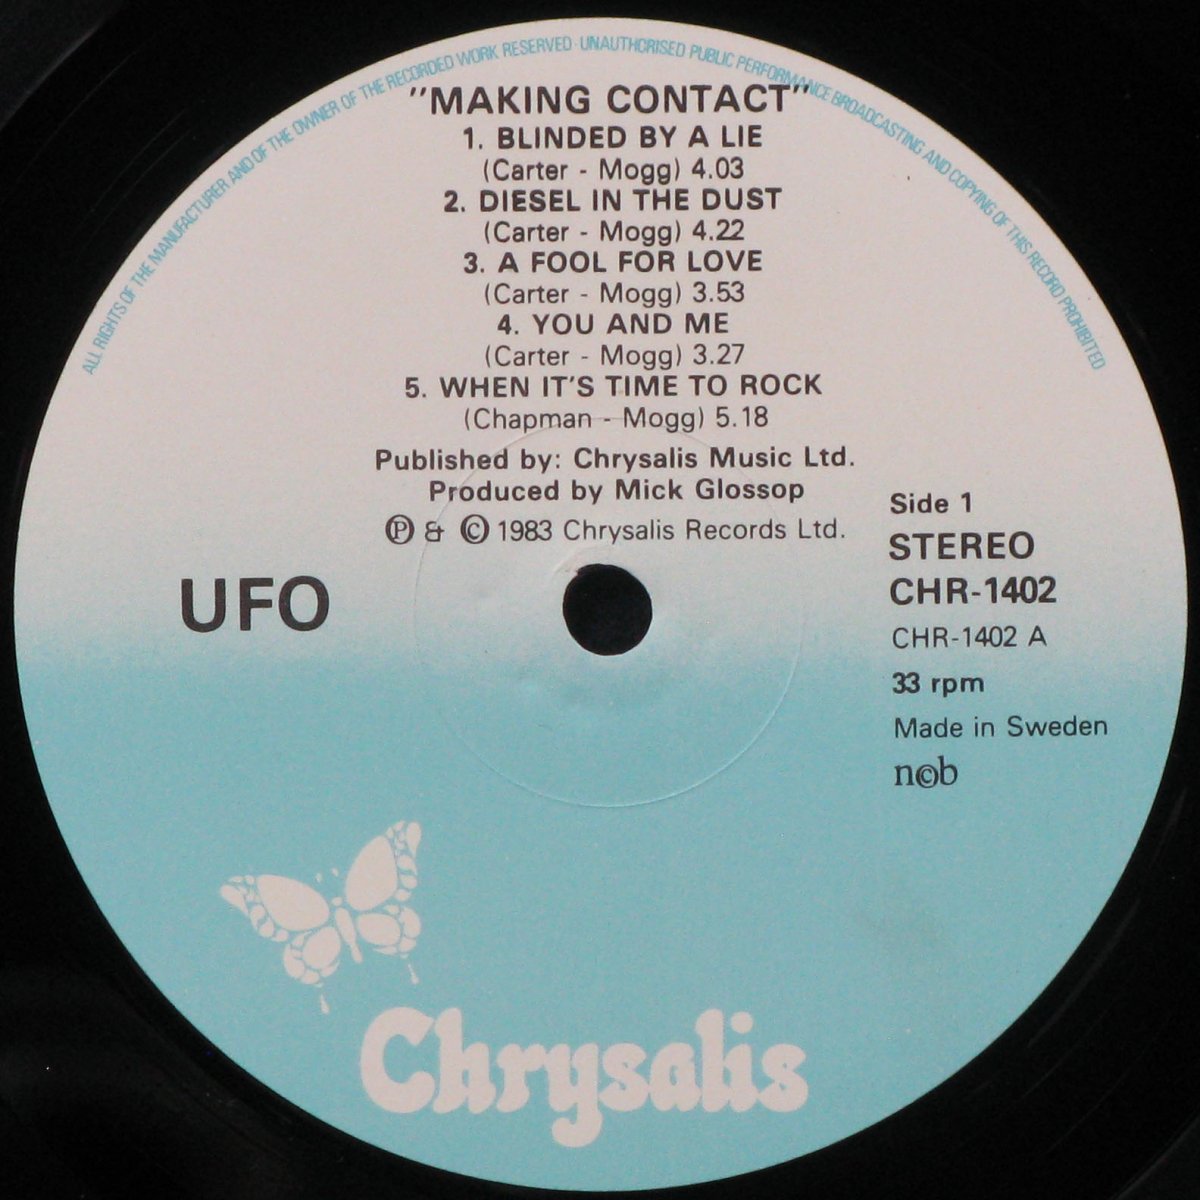 ALL RIGHTS OF THE MANUFACTURER AND OF THE OWNER OF THE RECORDED WORK RESERVED · UNAUTHORISED PUBLIC PERFORMANCE BROADCASTING AND COPYING OF THIS RECORD PROHIBITED
"MAKING CONTACT"
1. BLINDED BY A LIE
(Carter - Mogg) 4.03
2. DIESEL IN THE DUST
(Carter - Mogg) 4.22
3. A FOOL FOR LOVE
(Carter - Mogg) 3.53
4. YOU AND ME
(Carter - Mogg) 3.27
5. WHEN IT'S TIME TO ROCK
(Chapman - Mogg) 5.18
Published by: Chrysalis Music Ltd.
Produced by Mick Glossop
Ⓟ & © 1983 Chrysalis Records Ltd.
UFO
Side 1
STEREO
CHR-1402
CHR-1402 A
33 rpm
Made in Sweden
n©b
Chrysalis